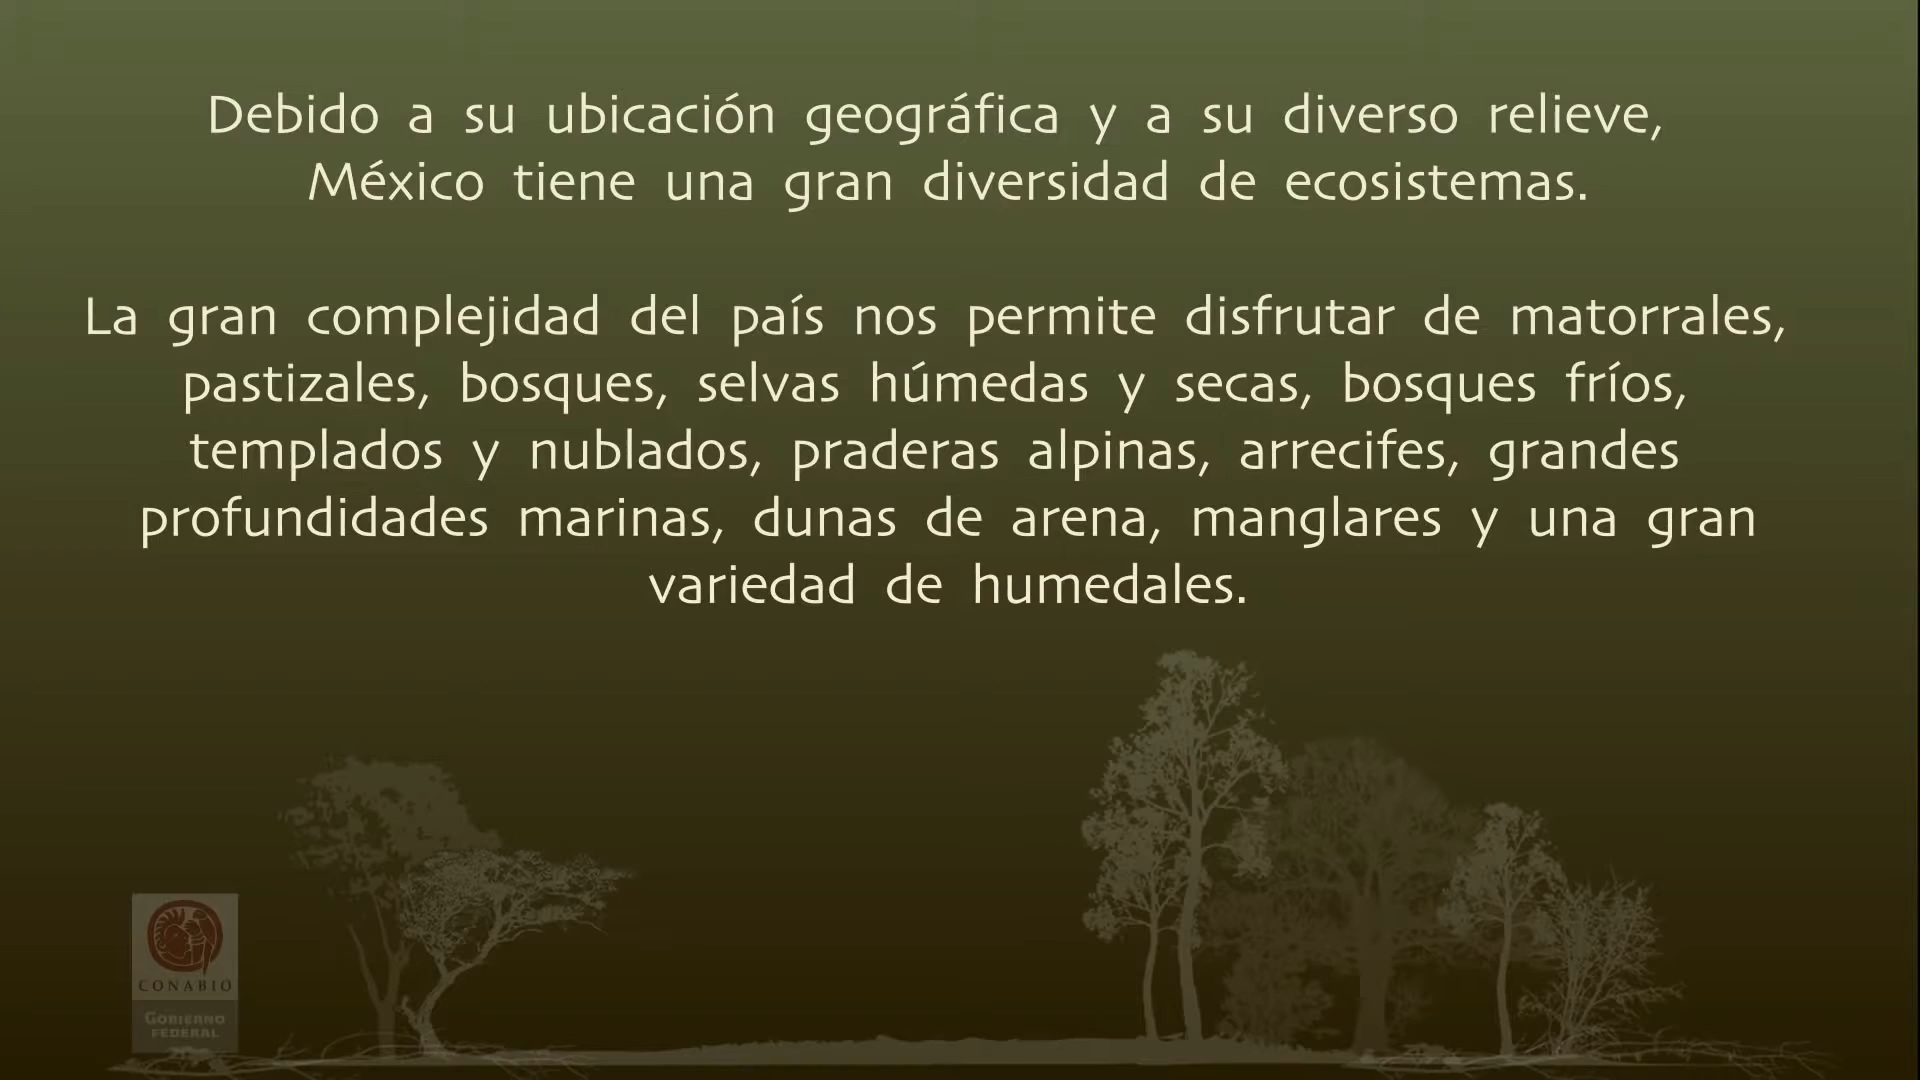 Debido a su ubicación geográfica y a su diverso relieve,
México tiene una gran diversidad de ecosistemas.
La gran complejidad del país nos permite disfrutar de matorrales,
pastizales, bosques, selvas húmedas y secas, bosques fríos,
templados y nublados, praderas alpinas, arrecifes, grandes
profundidades marinas, dunas de arena, manglares y una gran
variedad de humedales.
CONABIO
GOBIERNO
FEDERAL